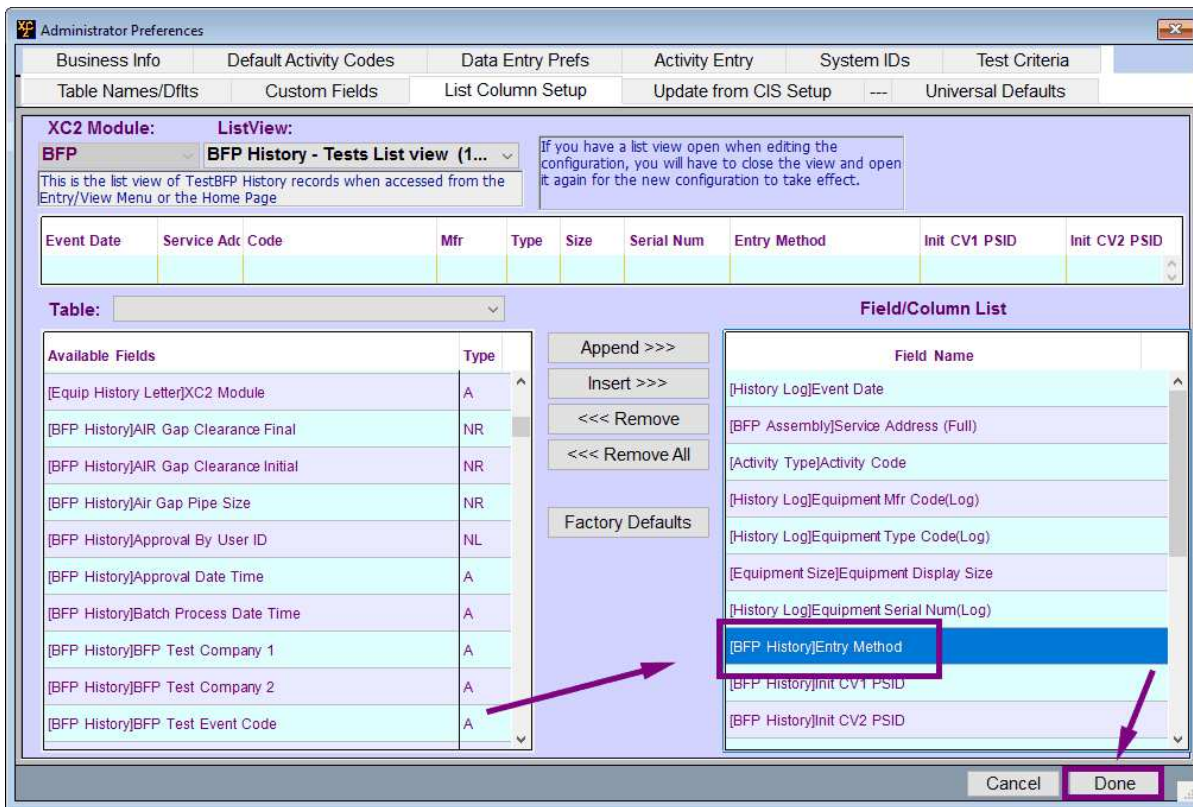 Administrator Preferences
Business Info Default Activity Codes Data Entry Prefs Activity Entry System IDs Test Criteria
Table Names/Dflts Custom Fields List Column Setup Update from CIS Setup --- Universal Defaults
XC2 Module: ListView:
BFP BFP History - Tests List view (1...
This is the list view of TestBFP History records when accessed from the
Entry/View Menu or the Home Page
If you have a list view open when editing the
configuration, you will have to close the view and open
it again for the new configuration to take effect.
Event Date Service Adc Code Mfr Type Size Serial Num Entry Method Init CV1 PSID Init CV2 PSID
Table:
Field/Column List
Available Fields Type
[Equip History Letter]XC2 Module A
[BFP History]AIR Gap Clearance Final NR
[BFP History]AIR Gap Clearance Initial NR
[BFP History]Air Gap Pipe Size NR
[BFP History]Approval By User ID NL
[BFP History]Approval Date Time A
[BFP History]Batch Process Date Time A
[BFP History]BFP Test Company 1 A
[BFP History]BFP Test Company 2 A
[BFP History]BFP Test Event Code A
Append >>>
Insert >>>
<<< Remove
<<< Remove All
Factory Defaults
Field Name
[History Log]Event Date
[BFP Assembly]Service Address (Full)
[Activity Type]Activity Code
[History Log]Equipment Mfr Code(Log)
[History Log]Equipment Type Code(Log)
[Equipment Size]Equipment Display Size
[History Log]Equipment Serial Num(Log)
[BFP History]Entry Method
[BFP History]Init CV1 PSID
[BFP History]Init CV2 PSID
Cancel Done